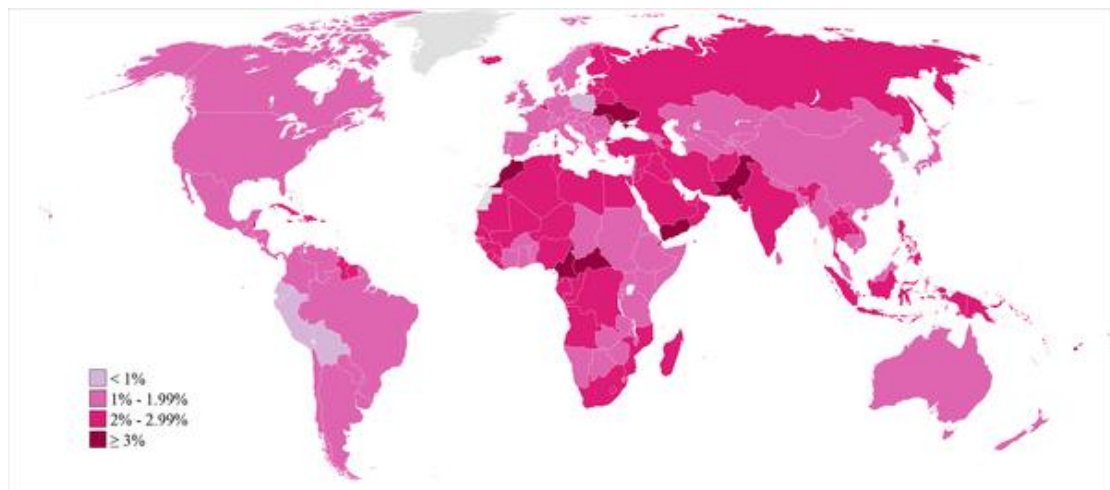 < 1%
1% - 1.99%
2% - 2.99%
≥ 3%